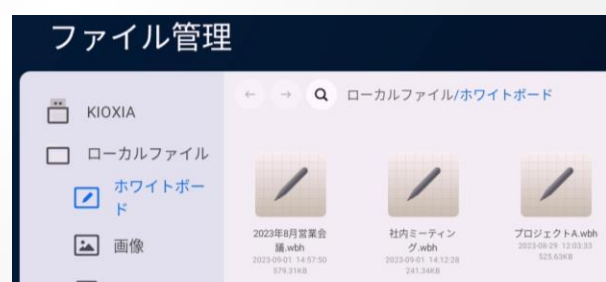 ファイル管理
KIOXIA
ローカルファイル/ホワイトボード
ローカルファイル
ホワイトボー
ド
画像
2023年8月営業会
議.wbh
2023-09-01 14:57:50
579.31KB
社内ミーティン
グ.wbh
2023-09-01 14:12:28
241.34KB
プロジェクトA.wbh
2023-08-29 12:03:33
525.63KB